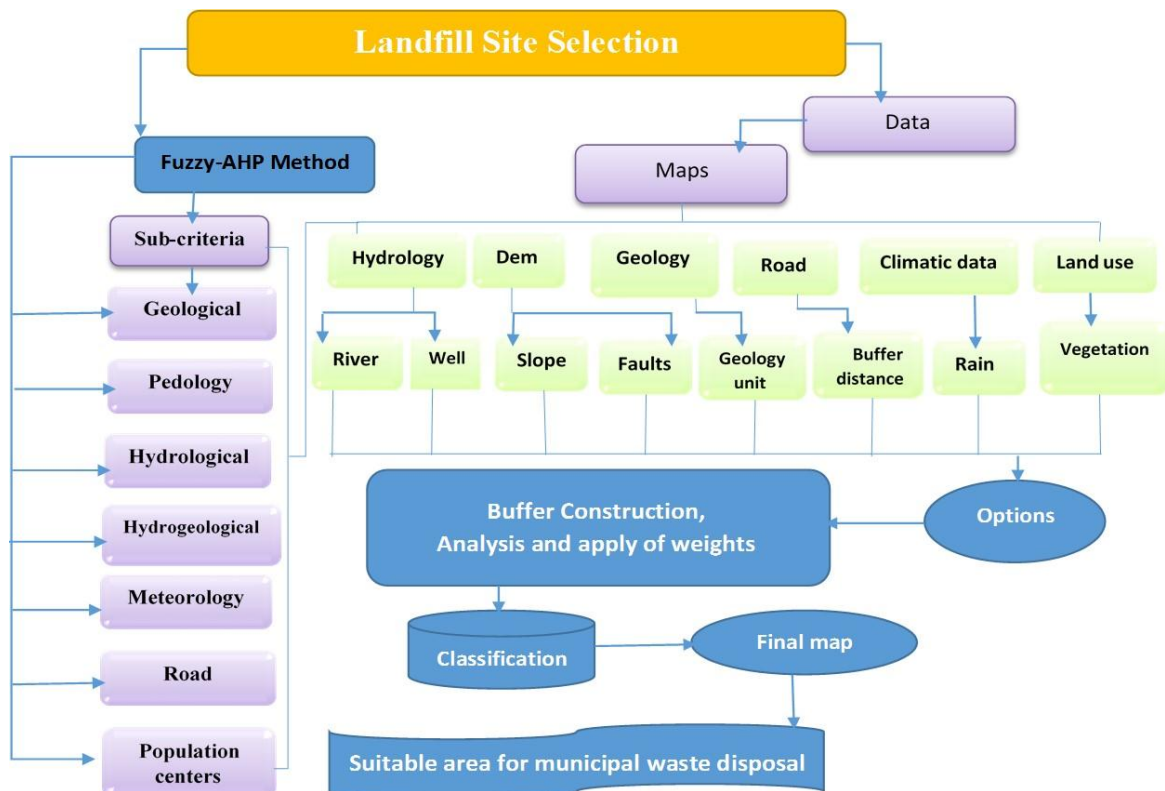 Landfill Site Selection
Data
Fuzzy-AHP Method
Maps
Sub-criteria
Geological
Pedology
Hydrological
Hydrogeological
Meteorology
Road
Population
centers
Hydrology
Dem
Geology
Road
Climatic data
Land use
River
Well
Slope
Faults
Geology
unit
Buffer
distance
Rain
Vegetation
Options
Buffer Construction,
Analysis and apply of weights
Classification
Final map
Suitable area for municipal waste disposal